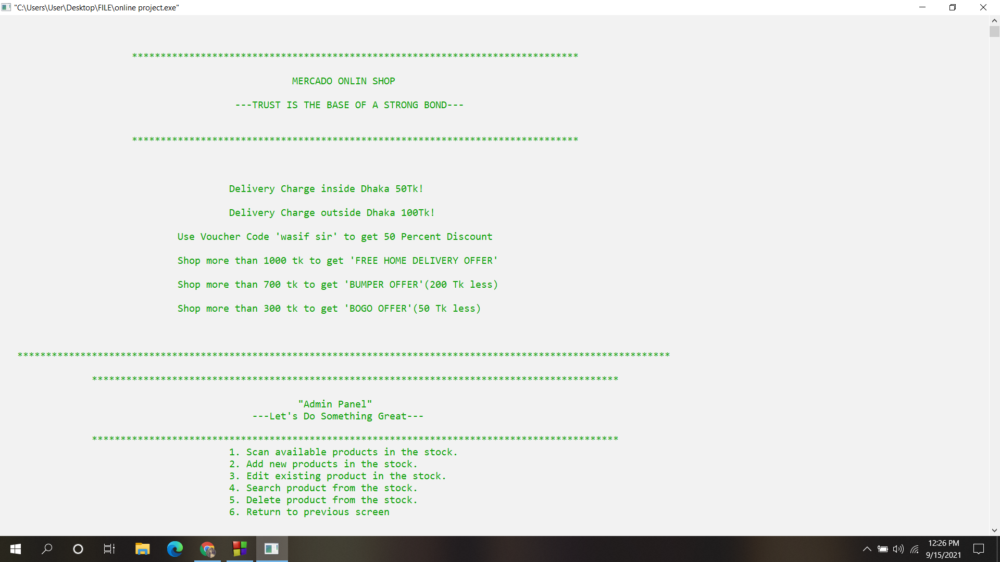 "C:\Users\User\Desktop\FILE\online project.exe"
******************************************************************************
MERCADO ONLIN SHOP
---TRUST IS THE BASE OF A STRONG BOND---
******************************************************************************
Delivery Charge inside Dhaka 50Tk!
Delivery Charge outside Dhaka 100Tk!
Use Voucher Code 'wasif sir' to get 50 Percent Discount
Shop more than 1000 tk to get 'FREE HOME DELIVERY OFFER'
Shop more than 700 tk to get 'BUMPER OFFER'(200 Tk less)
Shop more than 300 tk to get 'BOGO OFFER'(50 Tk less)
******************************************************************************************************************
********************************************************************************************
"Admin Panel"
---Let's Do Something Great---
********************************************************************************************
1. Scan available products in the stock.
2. Add new products in the stock.
3. Edit existing product in the stock.
4. Search product from the stock.
5. Delete product from the stock.
6. Return to previous screen
12:26 PM
9/15/2021